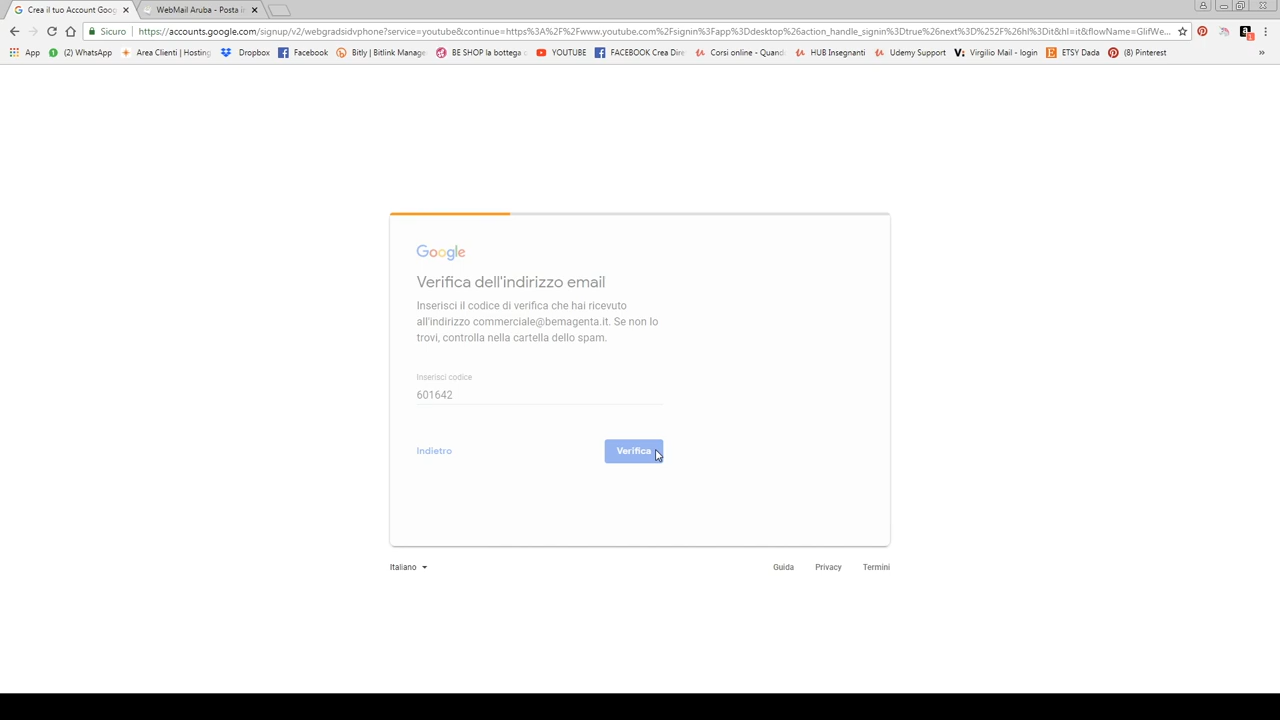 Crea il tuo Account Goog
WebMail Aruba - Posta i
Sicuro
https://accounts.google.com/signup/v2/webgradsidvphone?service=youtube&continue=https%3A%2F%2Fwww.youtube.com%2Fsignin%3Fapp%3Ddesktop%26action_handle_signin%3Dtrue%26next%3D%252F%26hl%3Dit&hl=it&flowName=GlifWe...
App
(2) WhatsApp
Area Clienti | Hosting
Dropbox
Facebook
Bitly | Bitlink Manage
BE SHOP la bottega
YOUTUBE
FACEBOOK Crea Dire
Corsi online - Quand
HUB Insegnanti
Udemy Support
Virgilio Mail - login
ETSY Dada
(8) Pinterest
»
Google
Verifica dell'indirizzo email
Inserisci il codice di verifica che hai ricevuto
all'indirizzo commerciale@bemagenta.it. Se non lo
trovi, controlla nella cartella dello spam.
Inserisci codice
601642
Indietro
Verifica
Italiano
Guida
Privacy
Termini